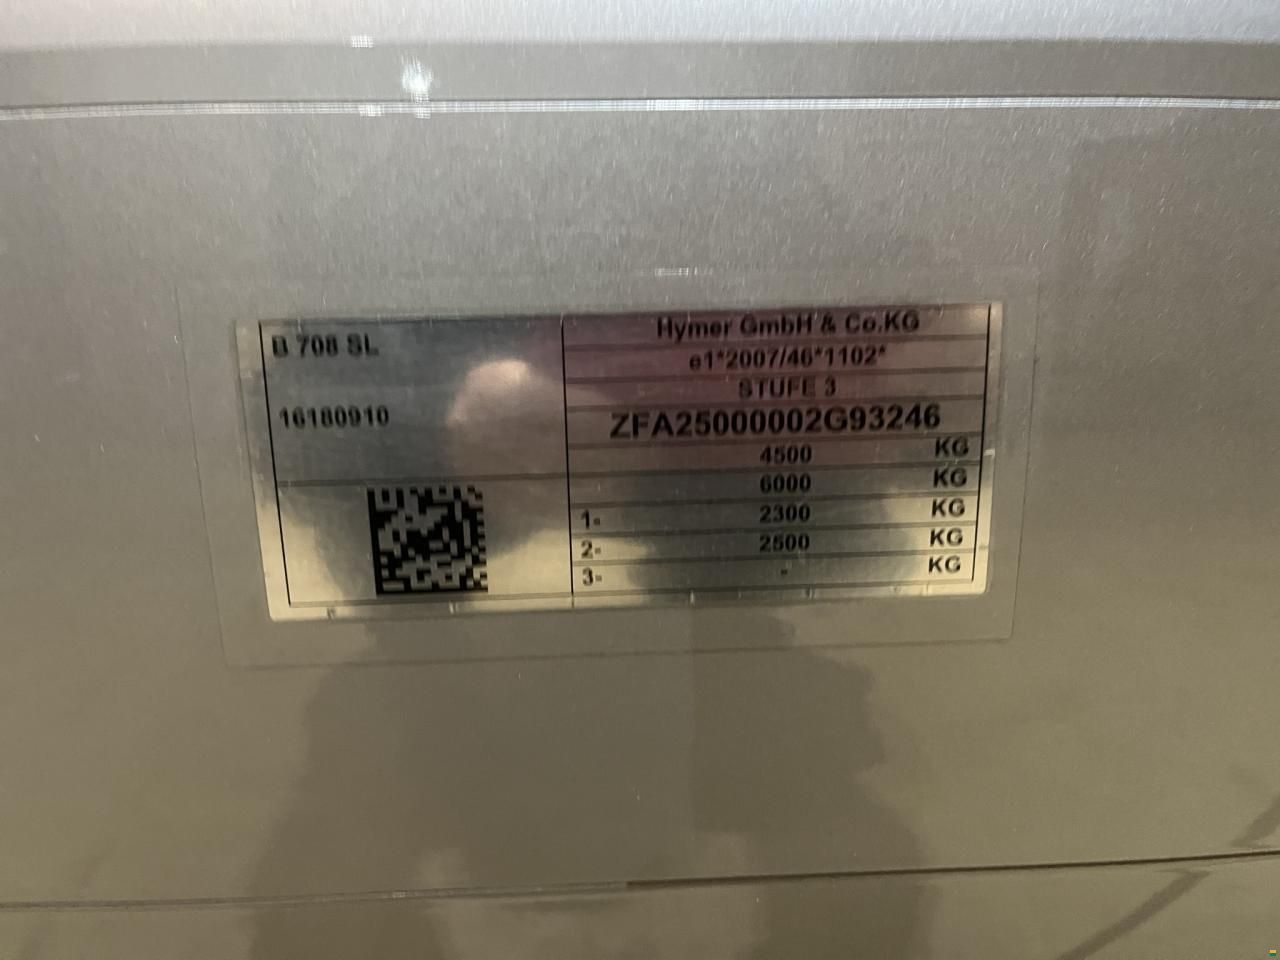 B 708 SL
16180910
Hymer GmbH & Co.KG
e1*2007/46*1102*
STUFE 3
ZFA25000002G93246
4500 KG
6000 KG
1- 2300 KG
2- 2500 KG
3- - KG